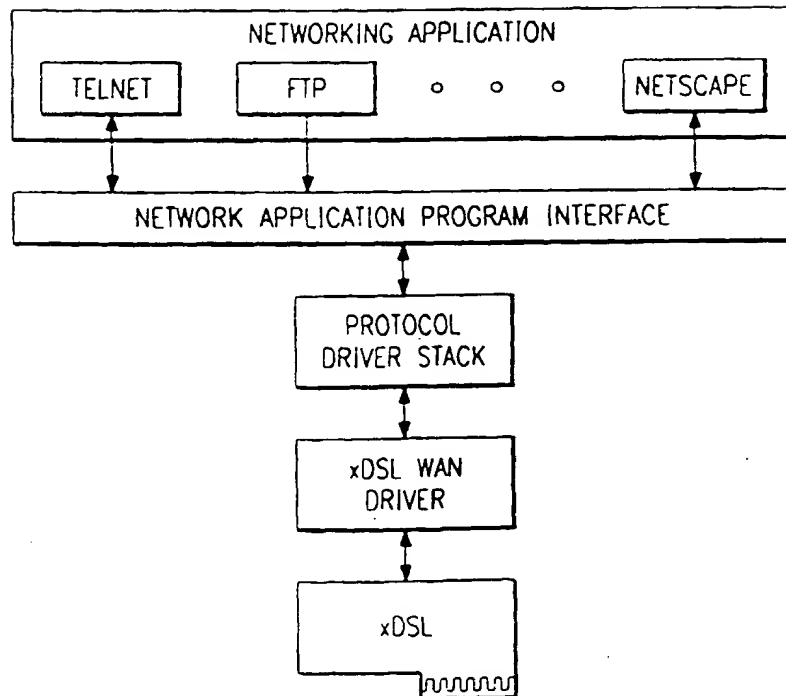 NETWORKING APPLICATION
TELNET
FTP
NETSCAPE
NETWORK APPLICATION PROGRAM INTERFACE
PROTOCOL
DRIVER STACK
xDSL WAN
DRIVER
xDSL